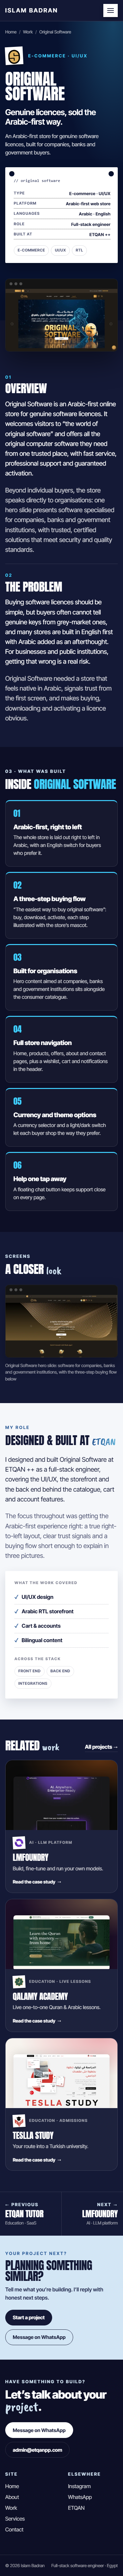 ISLAM BADRAN
Home / Work / Original Software
E-COMMERCE · UI/UX
ORIGINAL
SOFTWARE
Genuine licences, sold the
Arabic-first way.
An Arabic-first store for genuine software
licences, built for companies, banks and
government buyers.
// original software
TYPE E-commerce · UI/UX
PLATFORM Arabic-first web store
LANGUAGES Arabic · English
ROLE Full-stack engineer
BUILT AT ETQAN ++
E-COMMERCE UI/UX RTL
ORIGINAL
SOFTWARE
01
OVERVIEW
Original Software is an Arabic-first online
store for genuine software licences. It
welcomes visitors to “the world of
original software” and offers all the
original software and programs they
need from one trusted place, with fast service,
professional support and guaranteed
activation.
Beyond individual buyers, the store
speaks directly to organisations: one
hero slide presents software specialised
for companies, banks and government
institutions, with trusted, certified
solutions that meet security and quality
standards.
02
THE PROBLEM
Buying software licences should be
simple, but buyers often cannot tell
genuine keys from grey-market ones,
and many stores are built in English first
with Arabic added as an afterthought.
For businesses and public institutions,
getting that wrong is a real risk.
Original Software needed a store that
feels native in Arabic, signals trust from
the first screen, and makes buying,
downloading and activating a licence
obvious.
03 · WHAT WAS BUILT
INSIDE ORIGINAL SOFTWARE
01
Arabic-first, right to left
The whole store is laid out right to left in
Arabic, with an English switch for buyers
who prefer it.
02
A three-step buying flow
“The easiest way to buy original software”:
buy, download, activate, each step
illustrated with the store’s mascot.
03
Built for organisations
Hero content aimed at companies, banks
and government institutions sits alongside
the consumer catalogue.
04
Full store navigation
Home, products, offers, about and contact
pages, plus a wishlist, cart and notifications
in the header.
05
Currency and theme options
A currency selector and a light/dark switch
let each buyer shop the way they prefer.
06
Help one tap away
A floating chat button keeps support close
on every page.
SCREENS
A CLOSER look
Original Software hero slide: software for companies, banks
and government institutions, with the three-step buying flow
below
MY ROLE
DESIGNED & BUILT AT ETQAN
I designed and built Original Software at
ETQAN ++ as a full-stack engineer,
covering the UI/UX, the storefront and
the back end behind the catalogue, cart
and account features.
The focus throughout was getting the
Arabic-first experience right: a true right-
to-left layout, clear trust signals and a
buying flow short enough to explain in
three pictures.
WHAT THE WORK COVERED
✓ UI/UX design
✓ Arabic RTL storefront
✓ Cart & accounts
✓ Bilingual content
ACROSS THE STACK
FRONT END BACK END
INTEGRATIONS
RELATED work
All projects →
AI · LLM PLATFORM
LMFOUNDRY
Build, fine-tune and run your own models.
Read the case study →
EDUCATION · LIVE LESSONS
QALAMY ACADEMY
Live one-to-one Quran & Arabic lessons.
Read the case study →
TESLLA STUDY
EDUCATION · ADMISSIONS
TESLLA STUDY
Your route into a Turkish university.
Read the case study →
← PREVIOUS
ETQAN TUTOR
Education · SaaS
NEXT →
LMFOUNDRY
AI · LLM platform
YOUR PROJECT NEXT?
PLANNING SOMETHING
SIMILAR?
Tell me what you’re building. I’ll reply with
honest next steps.
Start a project
Message on WhatsApp
HAVE SOMETHING TO BUILD?
Let’s talk about your
project.
Message on WhatsApp
admin@etqanpp.com
SITE
Home
About
Work
Services
Contact
ELSEWHERE
Instagram
WhatsApp
ETQAN
© 2026 Islam Badran
Full-stack software engineer · Egypt